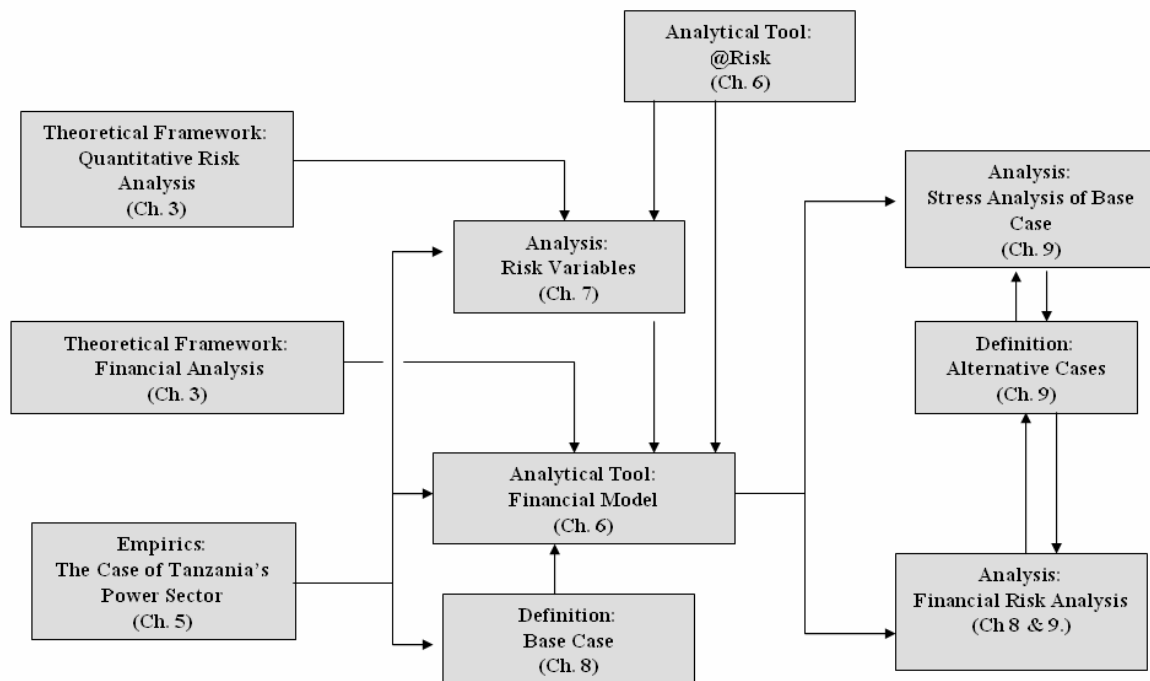 Analytical Tool:
@Risk
(Ch. 6)
Theoretical Framework:
Quantitative Risk
Analysis
(Ch. 3)
Analysis:
Stress Analysis of Base
Case
(Ch. 9)
Analysis:
Risk Variables
(Ch. 7)
Theoretical Framework:
Financial Analysis
(Ch. 3)
Definition:
Alternative Cases
(Ch. 9)
Analytical Tool:
Financial Model
(Ch. 6)
Empirics:
The Case of Tanzania’s
Power Sector
(Ch. 5)
Definition:
Base Case
(Ch. 8)
Analysis:
Financial Risk Analysis
(Ch 8 & 9.)